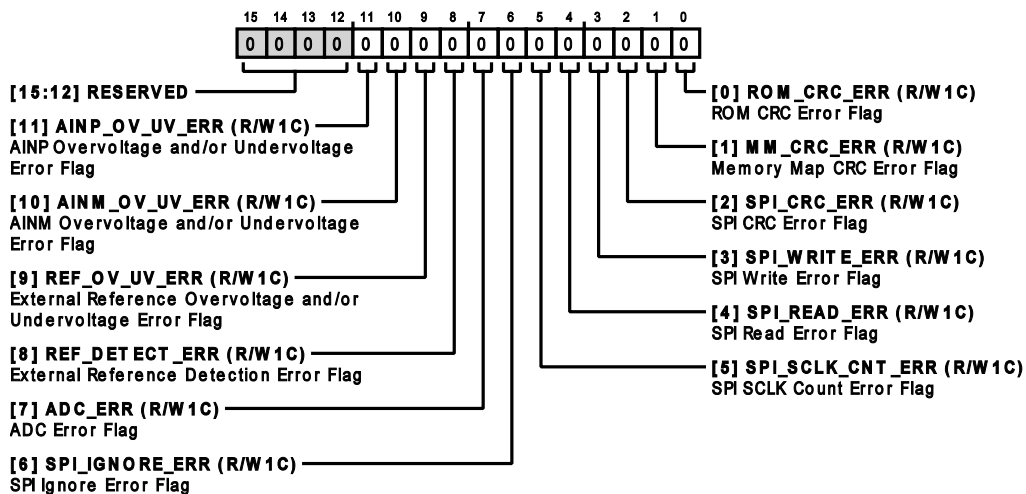 15 14 13 12 11 10 9 8 7 6 5 4 3 2 1 0
0 0 0 0 0 0 0 0 0 0 0 0 0 0 0 0
[15:12] RESERVED
[11] AINP_OV_UV_ERR (R/W1C)
AINP Overvoltage and/or Undervoltage
Error Flag
[10] AINM_OV_UV_ERR (R/W1C)
AINM Overvoltage and/or Undervoltage
Error Flag
[9] REF_OV_UV_ERR (R/W1C)
External Reference Overvoltage and/or
Undervoltage Error Flag
[8] REF_DETECT_ERR (R/W1C)
External Reference Detection Error Flag
[7] ADC_ERR (R/W1C)
ADC Error Flag
[6] SPI_IGNORE_ERR (R/W1C)
SPI Ignore Error Flag
[0] ROM_CRC_ERR (R/W1C)
ROM CRC Error Flag
[1] MM_CRC_ERR (R/W1C)
Memory Map CRC Error Flag
[2] SPI_CRC_ERR (R/W1C)
SPI CRC Error Flag
[3] SPI_WRITE_ERR (R/W1C)
SPI Write Error Flag
[4] SPI_READ_ERR (R/W1C)
SPI Read Error Flag
[5] SPI_SCLK_CNT_ERR (R/W1C)
SPI SCLK Count Error Flag